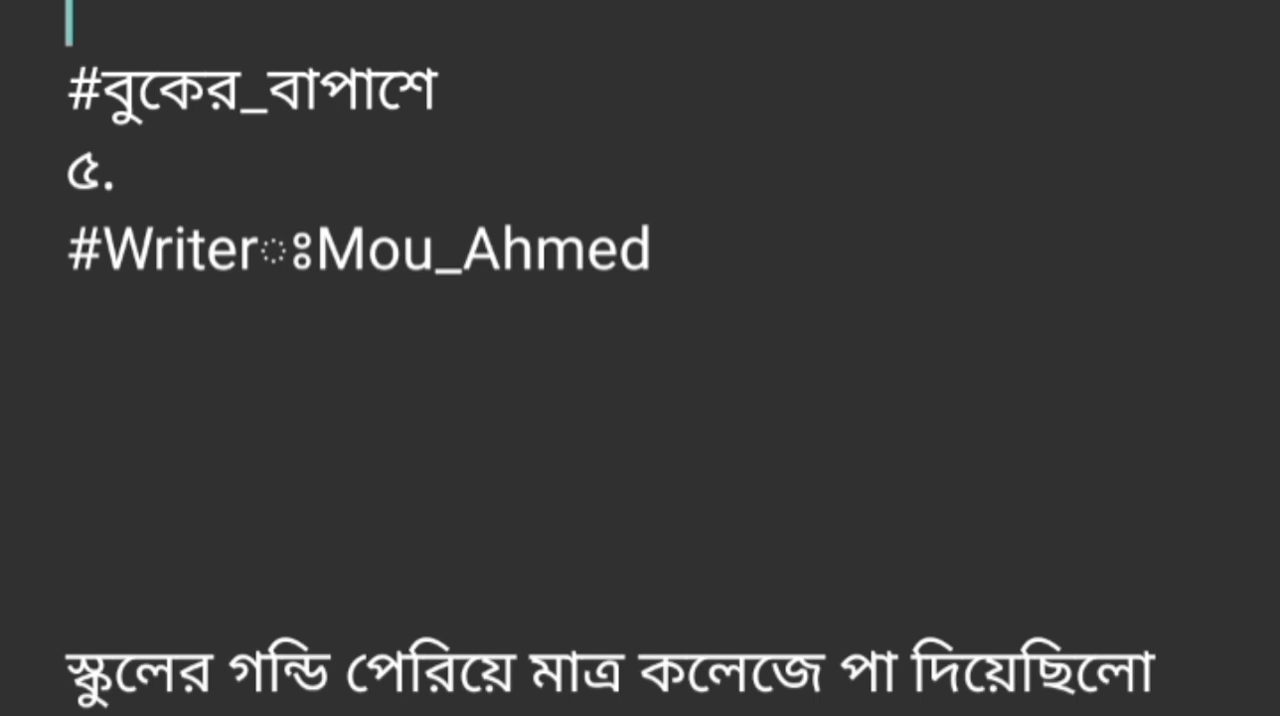 #বুকের_বাপাশে
৫.
#Writerঃ‌Mou_Ahmed
স্কুলের গন্ডি পেরিয়ে মাত্র কলেজে পা দিয়েছিলো